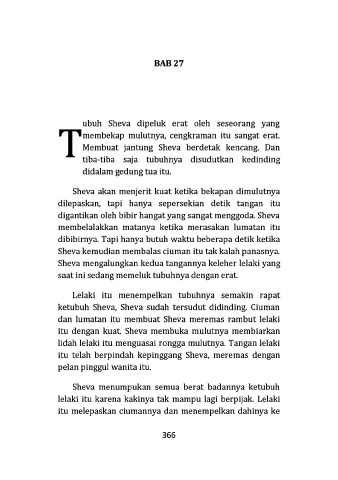 BAB 27
Tubuh Sheva dipeluk erat oleh seseorang yang
membekap mulutnya, cengkraman itu sangat erat.
Membuat jantung Sheva berdetak kencang. Dan
tiba-tiba saja tubuhnya disudutkan kedinding
didalam gedung tua itu.
Sheva akan menjerit kuat ketika bekapan dimulutnya
dilepaskan, tapi hanya sepersekian detik tangan itu
digantikan oleh bibir hangat yang sangat menggoda. Sheva
membelalakkan matanya ketika merasakan lumatan itu
dibibirnya. Tapi hanya butuh waktu beberapa detik ketika
Sheva kemudian membalas ciuman itu tak kalah panasnya.
Sheva mengalungkan kedua tangannya keleher lelaki yang
saat ini sedang memeluk tubuhnya dengan erat.
Lelaki itu menempelkan tubuhnya semakin rapat
ketubuh Sheva, Sheva sudah tersudut didinding. Ciuman
dan lumatan itu membuat Sheva meremas rambut lelaki
itu dengan kuat. Sheva membuka mulutnya membiarkan
lidah lelaki itu menguasai rongga mulutnya. Tangan lelaki
itu telah berpindah kepinggang Sheva, meremas dengan
pelan pinggul wanita itu.
Sheva menumpukan semua berat badannya ketubuh
lelaki itu karena kakinya tak mampu lagi berpijak. Lelaki
itu melepaskan ciumannya dan menempelkan dahinya ke
366